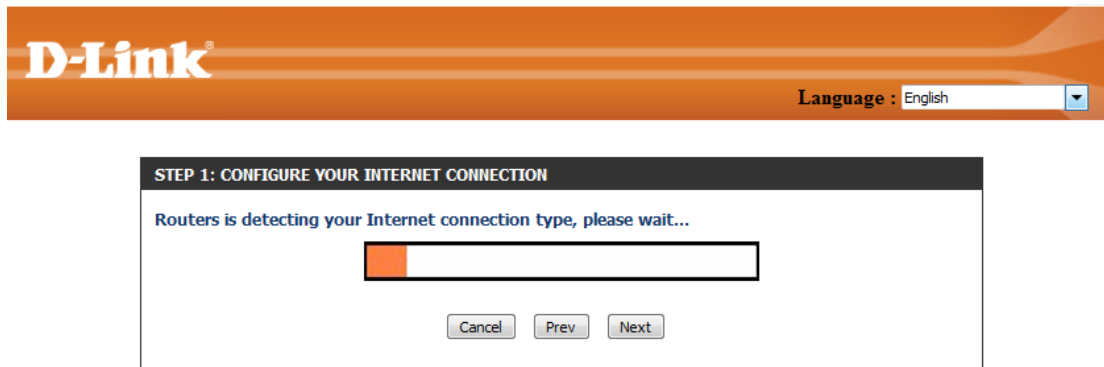 D-Link®
Language : English
STEP 1: CONFIGURE YOUR INTERNET CONNECTION
Routers is detecting your Internet connection type, please wait...
Cancel Prev Next